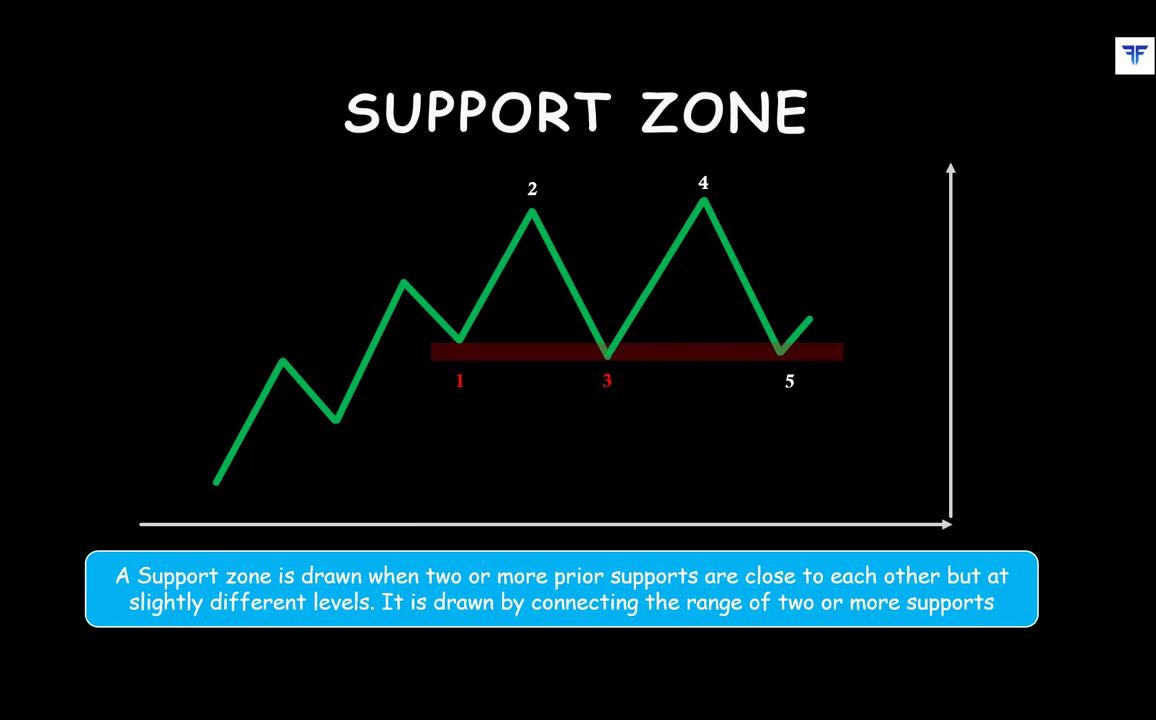 SUPPORT ZONE
2
4
1
3
5
A Support zone is drawn when two or more prior supports are close to each other but at
slightly different levels. It is drawn by connecting the range of two or more supports